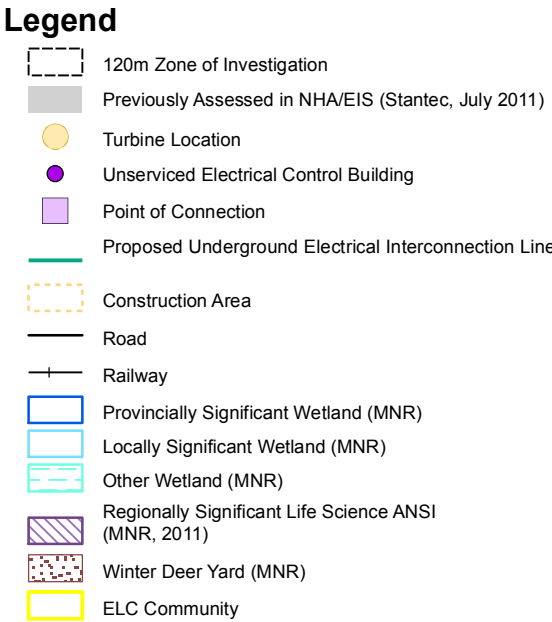 Legend
120m Zone of Investigation
Previously Assessed in NHA/EIS (Stantec, July 2011)
Turbine Location
Unserviced Electrical Control Building
Point of Connection
Proposed Underground Electrical Interconnection Line
Construction Area
Road
Railway
Provincially Significant Wetland (MNR)
Locally Significant Wetland (MNR)
Other Wetland (MNR)
Regionally Significant Life Science ANSI
(MNR, 2011)
Winter Deer Yard (MNR)
ELC Community